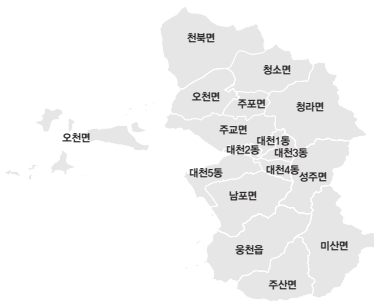 천북면
청소면
오천면
주포면
청라면
주교면
오천면
대천1동
대천2동
대천3동
대천4동
대천5동
성주면
남포면
웅천읍
미산면
주산면